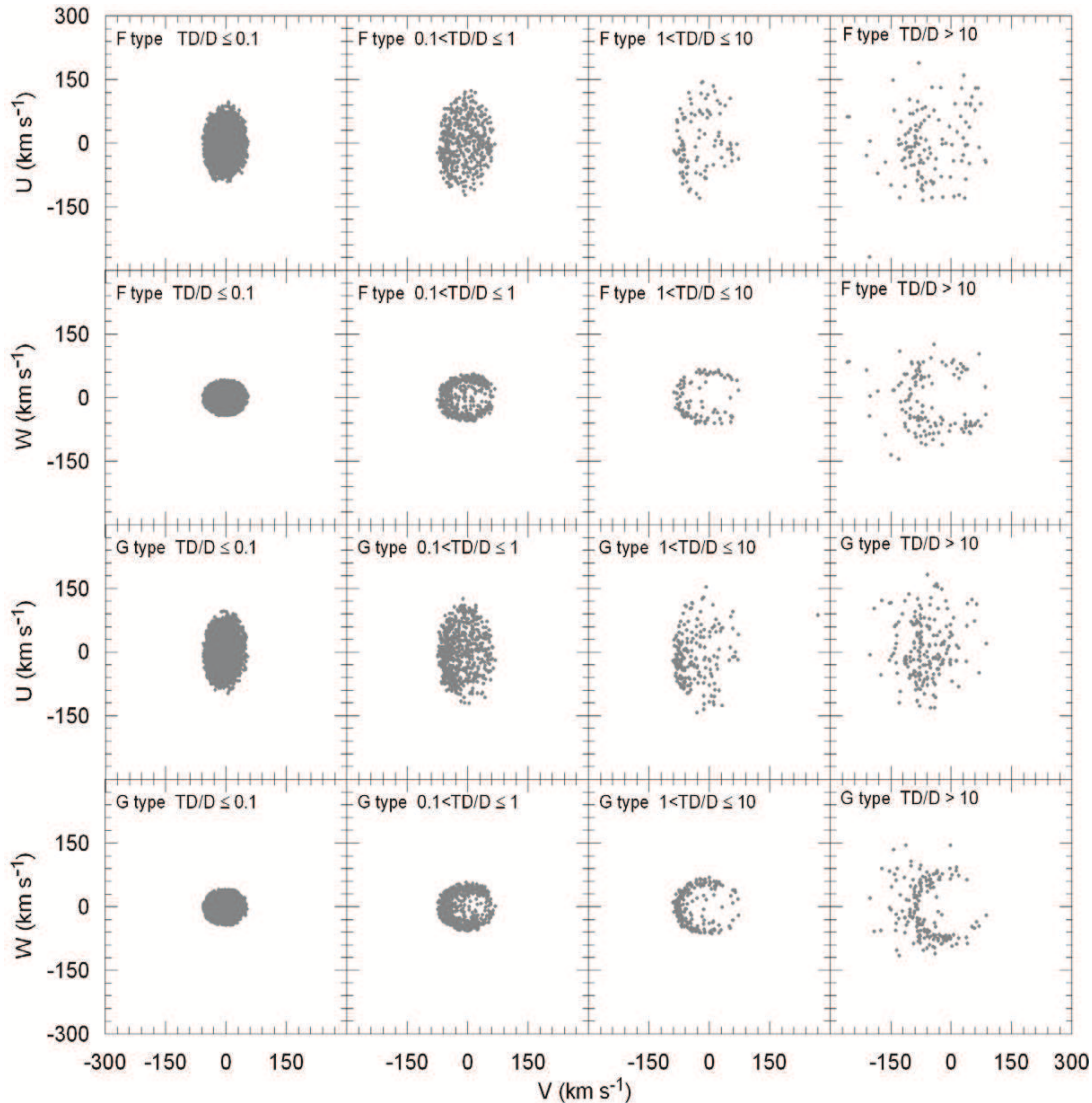 300
F type TD/D ≤ 0.1
F type 0.1<TD/D ≤ 1
F type 1<TD/D ≤ 10
F type TD/D > 10
150
0
-150
U (km s⁻¹)
F type TD/D ≤ 0.1
F type 0.1<TD/D ≤ 1
F type 1<TD/D ≤ 10
F type TD/D > 10
150
0
-150
W (km s⁻¹)
G type TD/D ≤ 0.1
G type 0.1<TD/D ≤ 1
G type 1<TD/D ≤ 10
G type TD/D > 10
150
0
-150
U (km s⁻¹)
G type TD/D ≤ 0.1
G type 0.1<TD/D ≤ 1
G type 1<TD/D ≤ 10
G type TD/D > 10
150
0
-150
-300
W (km s⁻¹)
-300 -150 0 150 -150 0 150 -150 0 150 -150 0 150 300
V (km s⁻¹)